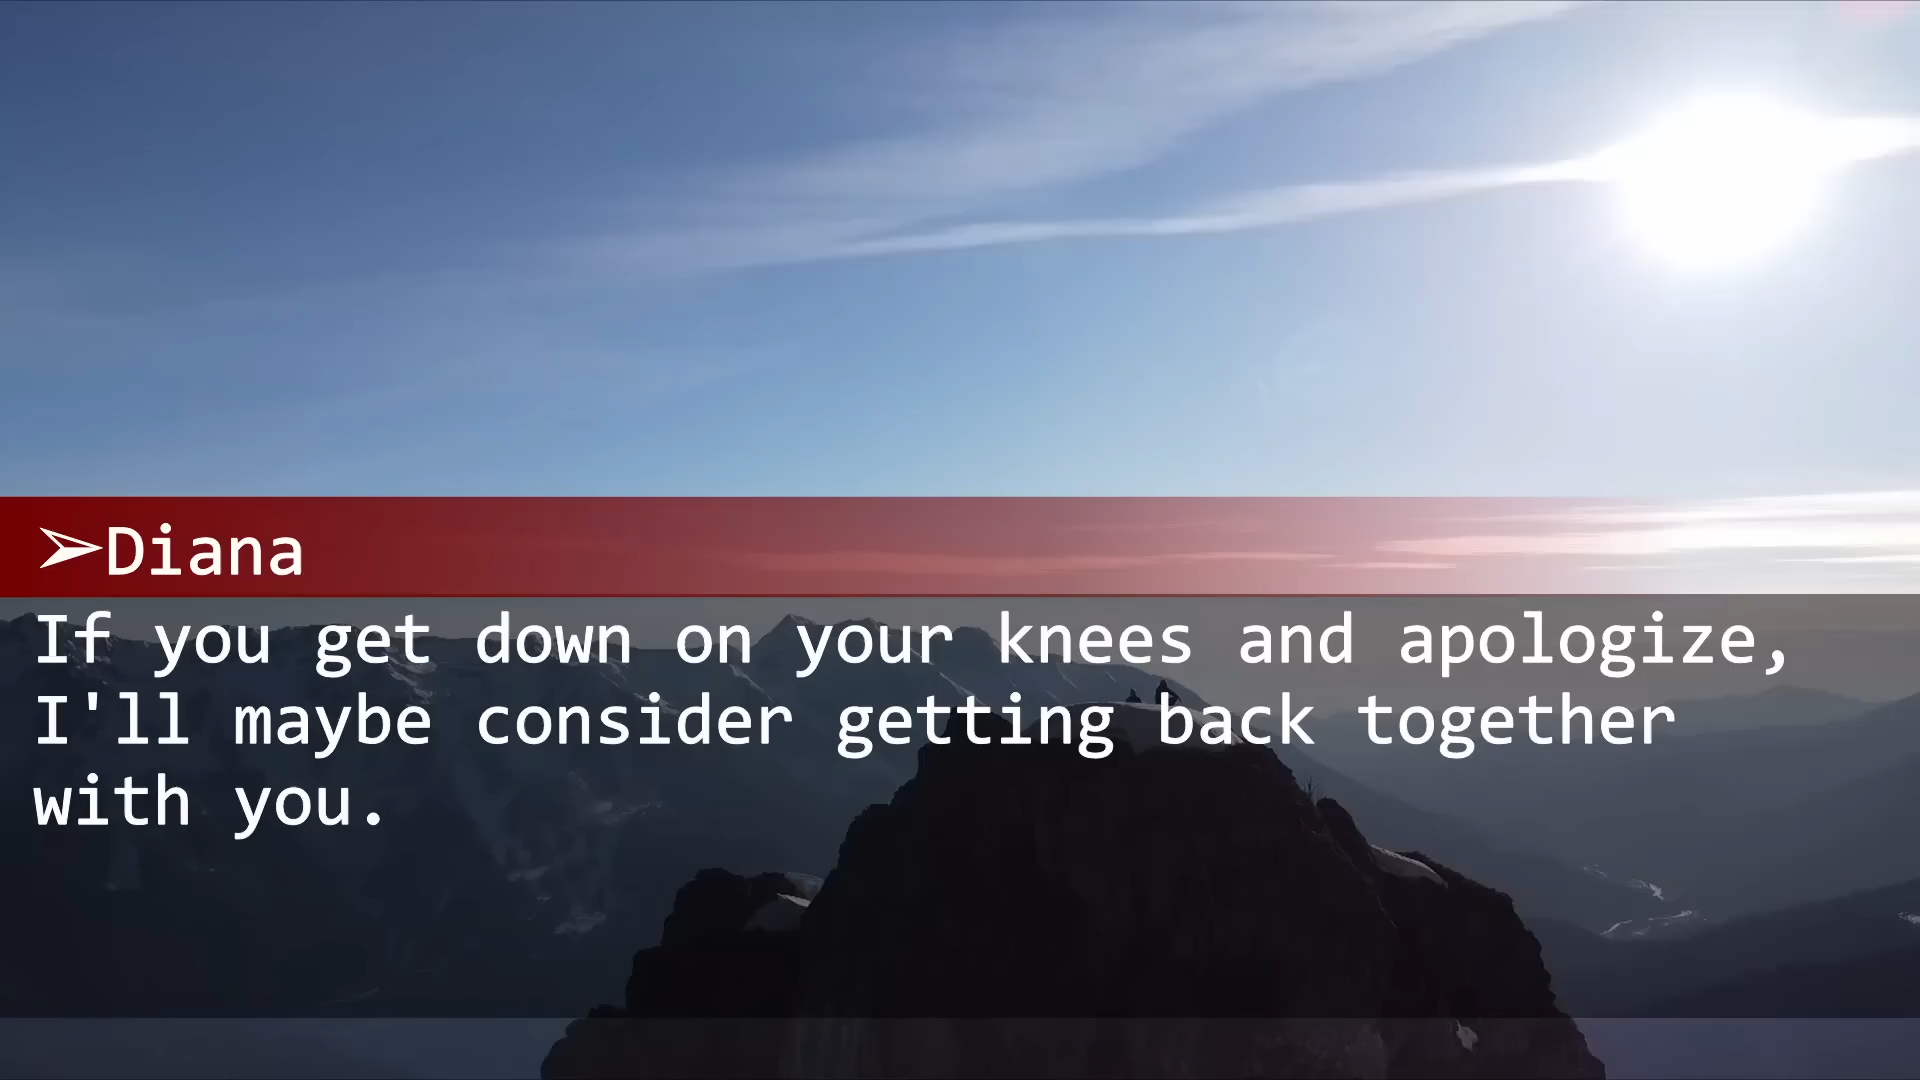 ➢Diana
If you get down on your knees and apologize,
I'll maybe consider getting back together
with you.